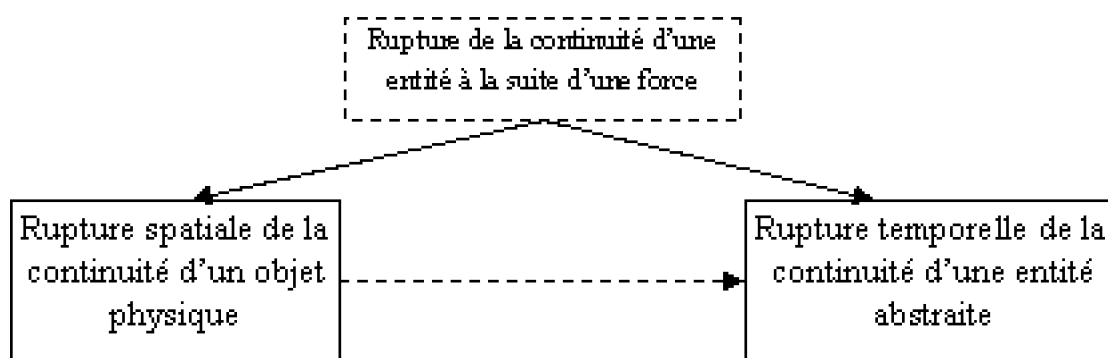 Rupture de la continuité d'une
entité à la suite d'une force
Rupture spatiale de la
continuité d'un objet
physique
Rupture temporelle de la
continuité d'une entité
abstraite